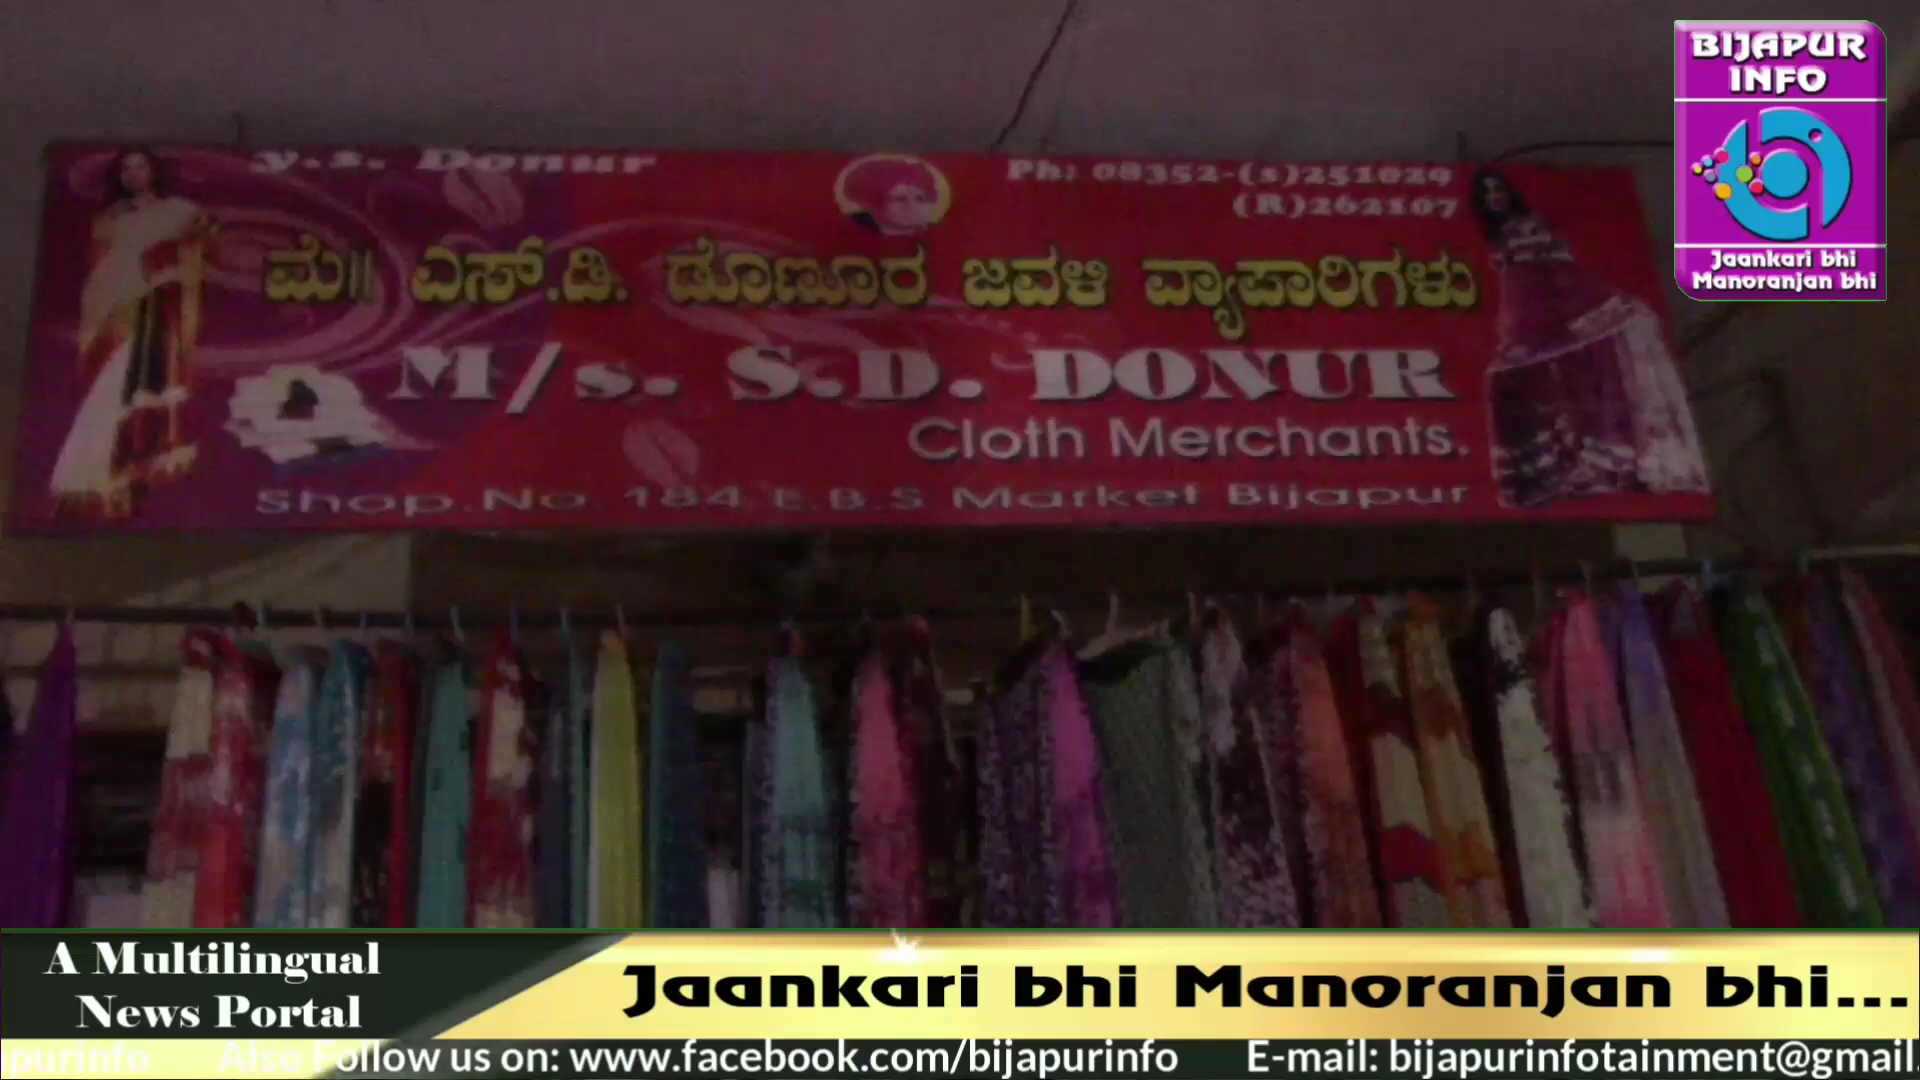 BIJAPUR
INFO
Jaankari bhi
Manoranjan bhi
y.s. Donur
Ph: 08352-(s)251029
(R)262107
ಮೆ|| ಎಸ್.ಡಿ. ಡೊಣೂರ ಜವಳಿ ವ್ಯಾಪಾರಿಗಳು
M/s. S.D. DONUR
Cloth Merchants.
Shop.No. 184 L.B.S Market Bijapur
A Multilingual
News Portal
Jaankari bhi Manoranjan bhi...
purinfo Also Follow us on: www.facebook.com/bijapurinfo E-mail: bijapurinfotainment@gmail.